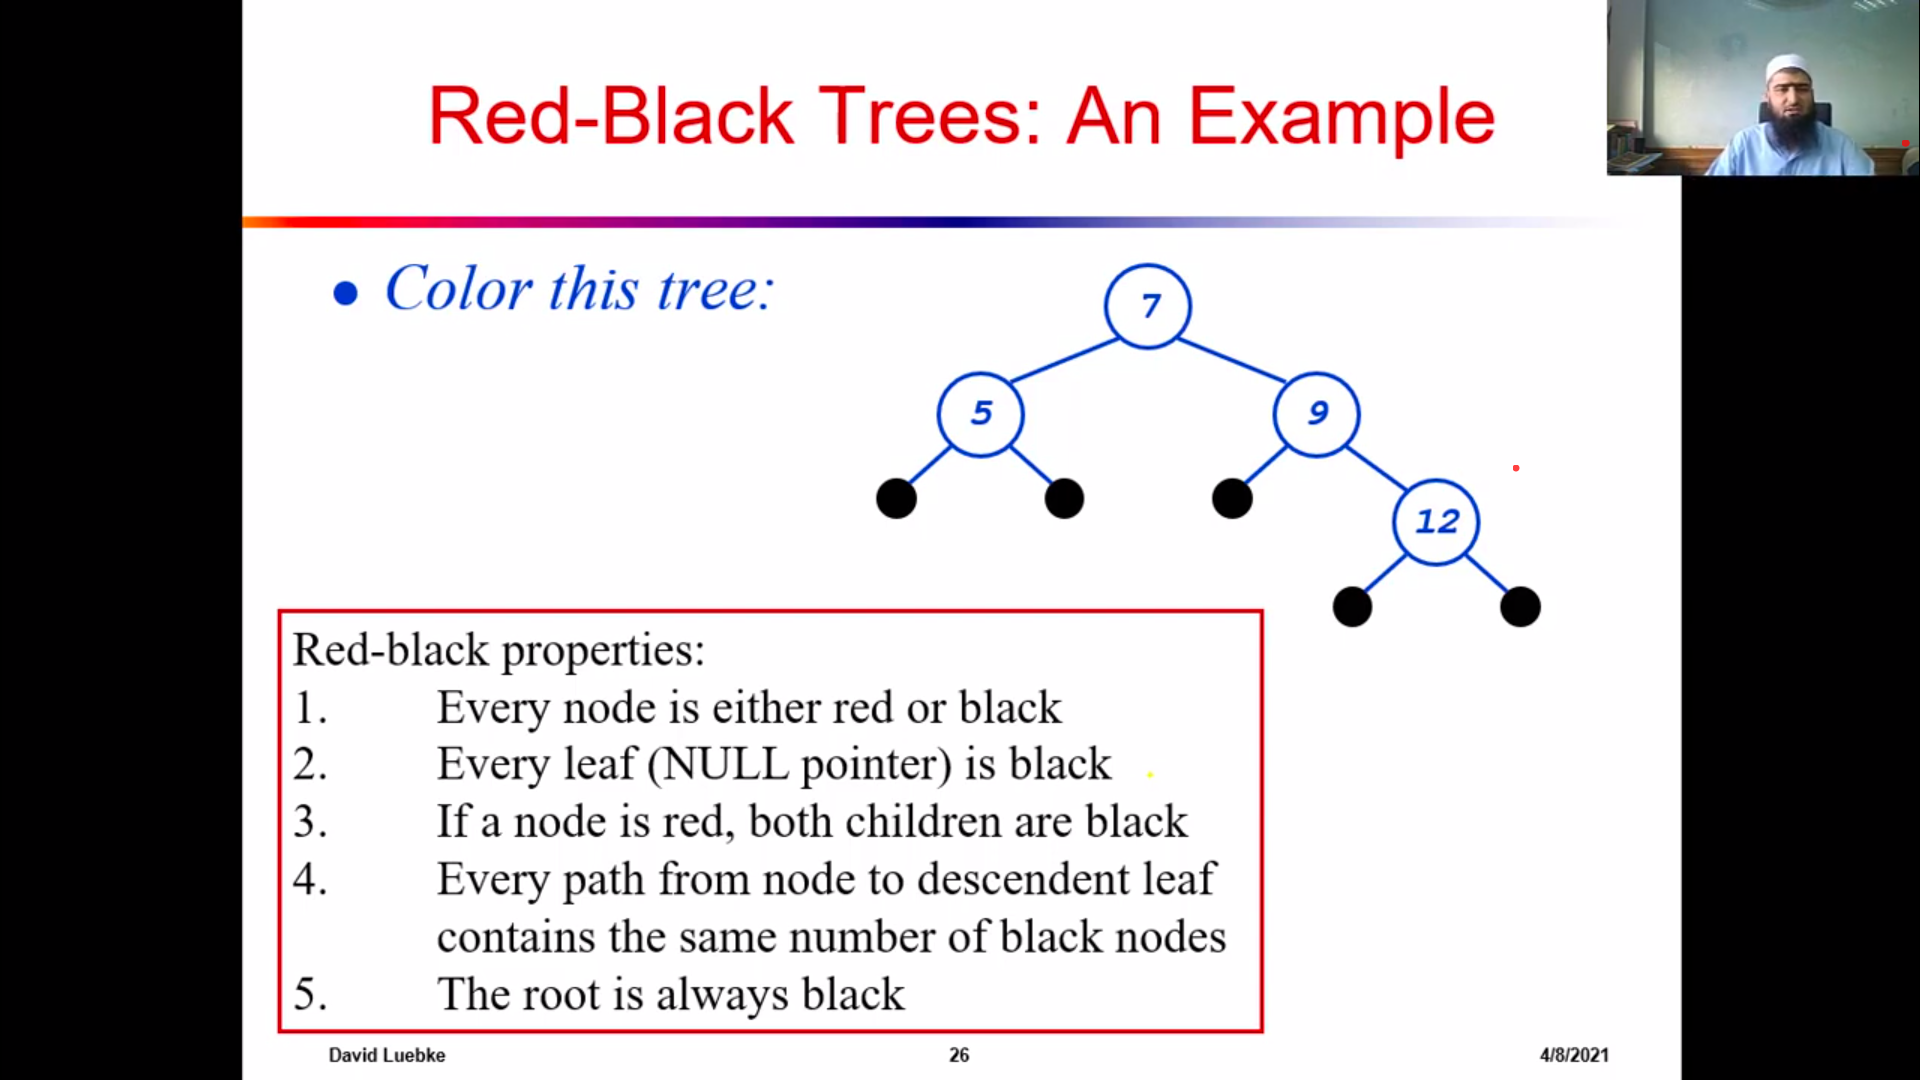 Red-Black Trees: An Example
● Color this tree:
7
5
9
12
Red-black properties:
1. Every node is either red or black
2. Every leaf (NULL pointer) is black
3. If a node is red, both children are black
4. Every path from node to descendent leaf
contains the same number of black nodes
5. The root is always black
David Luebke
26
4/8/2021